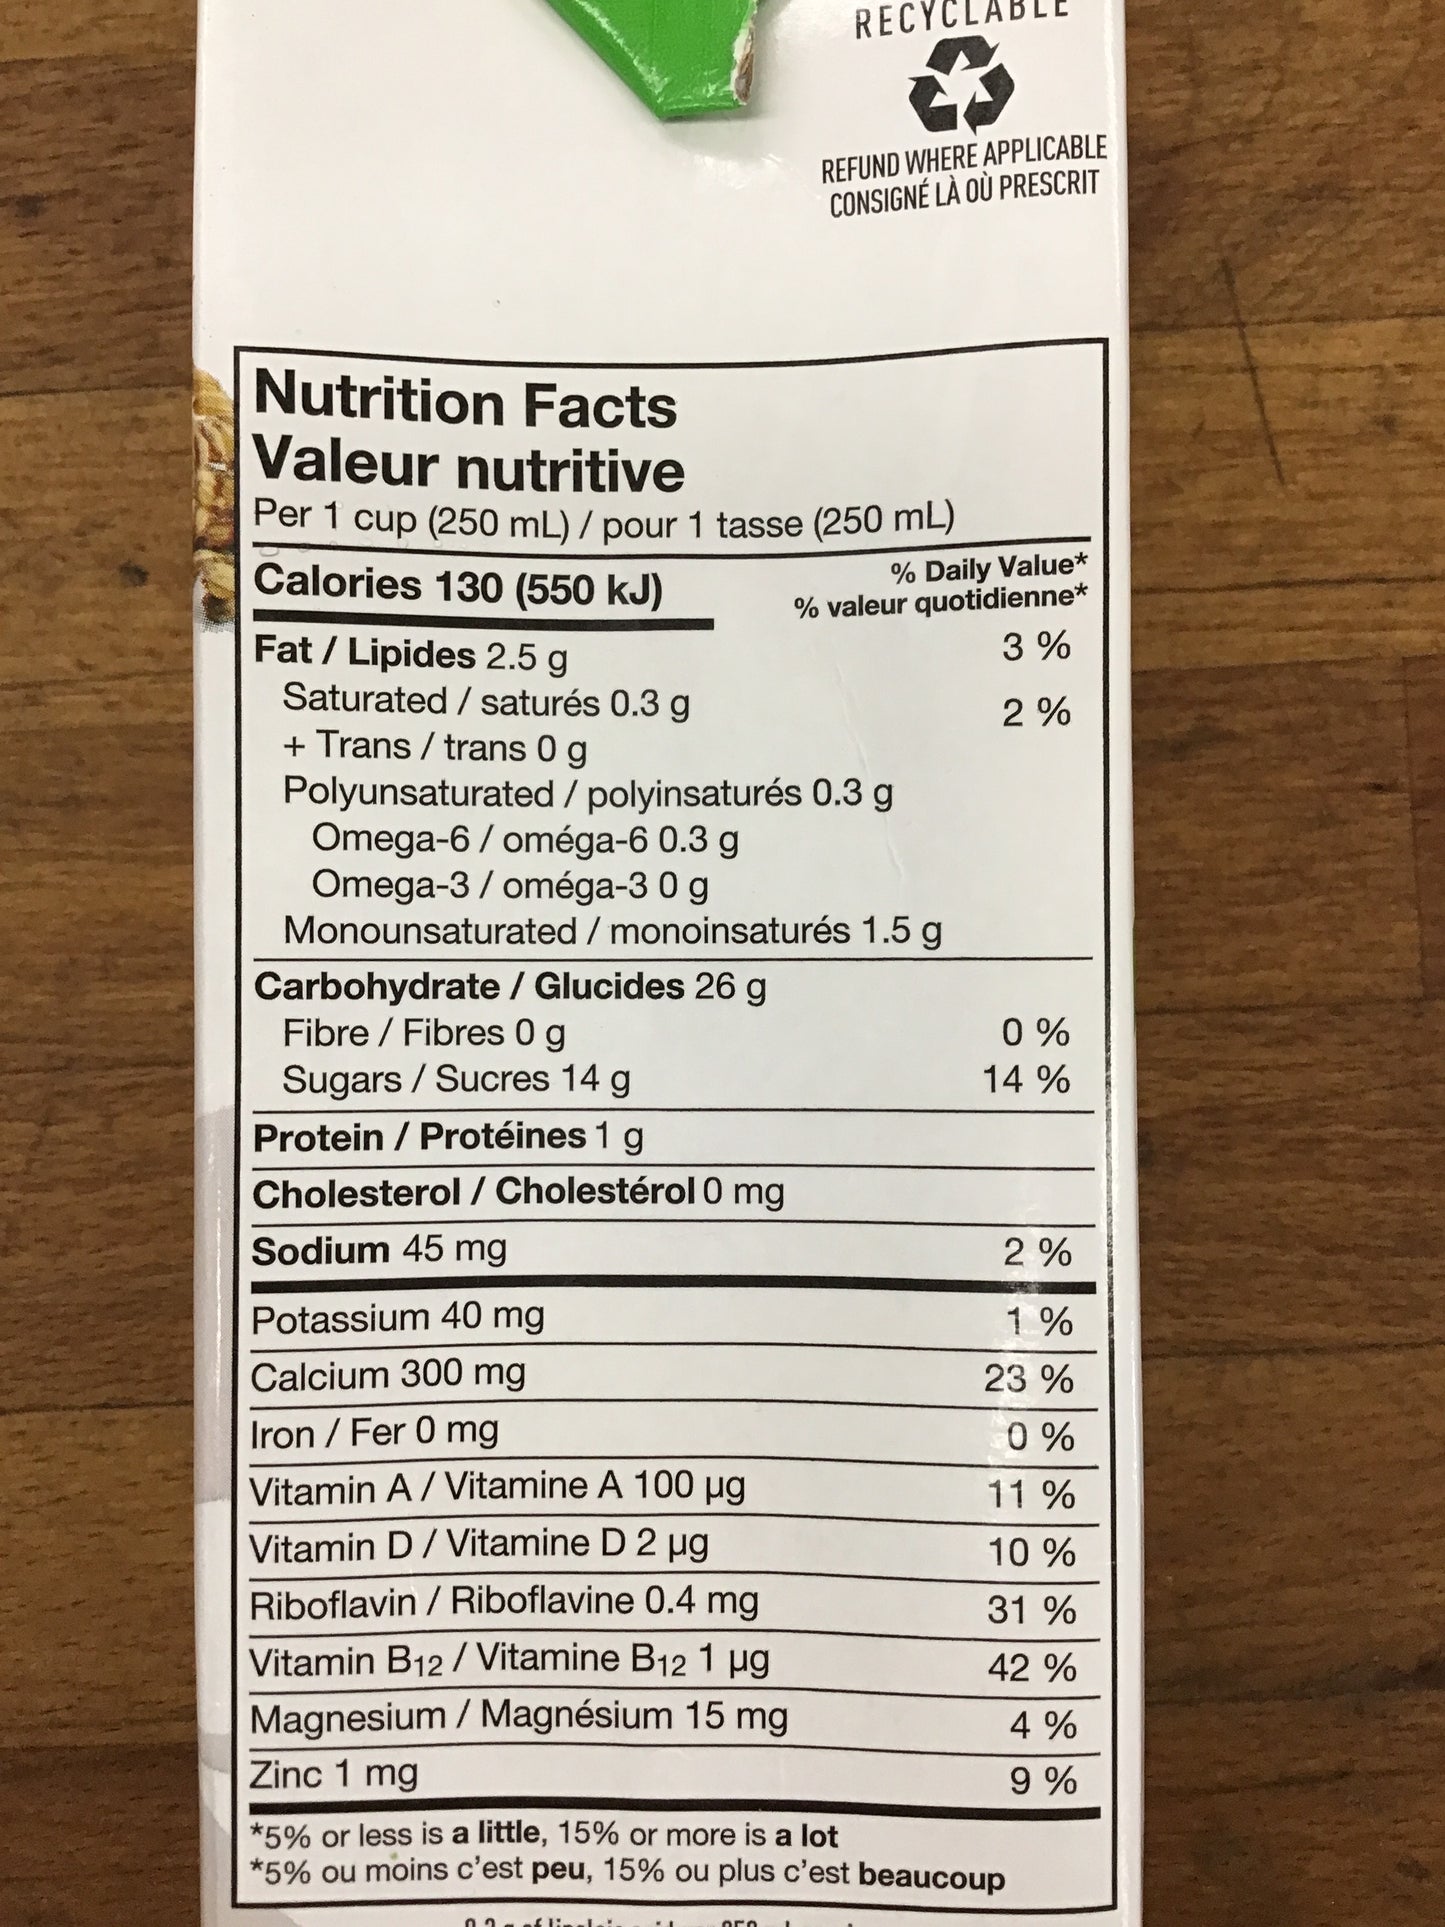 RECYCLABLE
REFUND WHERE APPLICABLE
CONSIGNÉ LÀ OÙ PRESCRIT
Nutrition Facts
Valeur nutritive
Per 1 cup (250 mL) / pour 1 tasse (250 mL)
Calories 130 (550 kJ)
% Daily Value*
% valeur quotidienne*
Fat / Lipides 2.5 g 3 %
Saturated / saturés 0.3 g 2 %
+ Trans / trans 0 g
Polyunsaturated / polyinsaturés 0.3 g
Omega-6 / oméga-6 0.3 g
Omega-3 / oméga-3 0 g
Monounsaturated / monoinsaturés 1.5 g
Carbohydrate / Glucides 26 g
Fibre / Fibres 0 g 0 %
Sugars / Sucres 14 g 14 %
Protein / Protéines 1 g
Cholesterol / Cholestérol 0 mg
Sodium 45 mg 2 %
Potassium 40 mg 1 %
Calcium 300 mg 23 %
Iron / Fer 0 mg 0 %
Vitamin A / Vitamine A 100 µg 11 %
Vitamin D / Vitamine D 2 µg 10 %
Riboflavin / Riboflavine 0.4 mg 31 %
Vitamin B12 / Vitamine B12 1 µg 42 %
Magnesium / Magnésium 15 mg 4 %
Zinc 1 mg 9 %
*5% or less is a little, 15% or more is a lot
*5% ou moins c'est peu, 15% ou plus c'est beaucoup